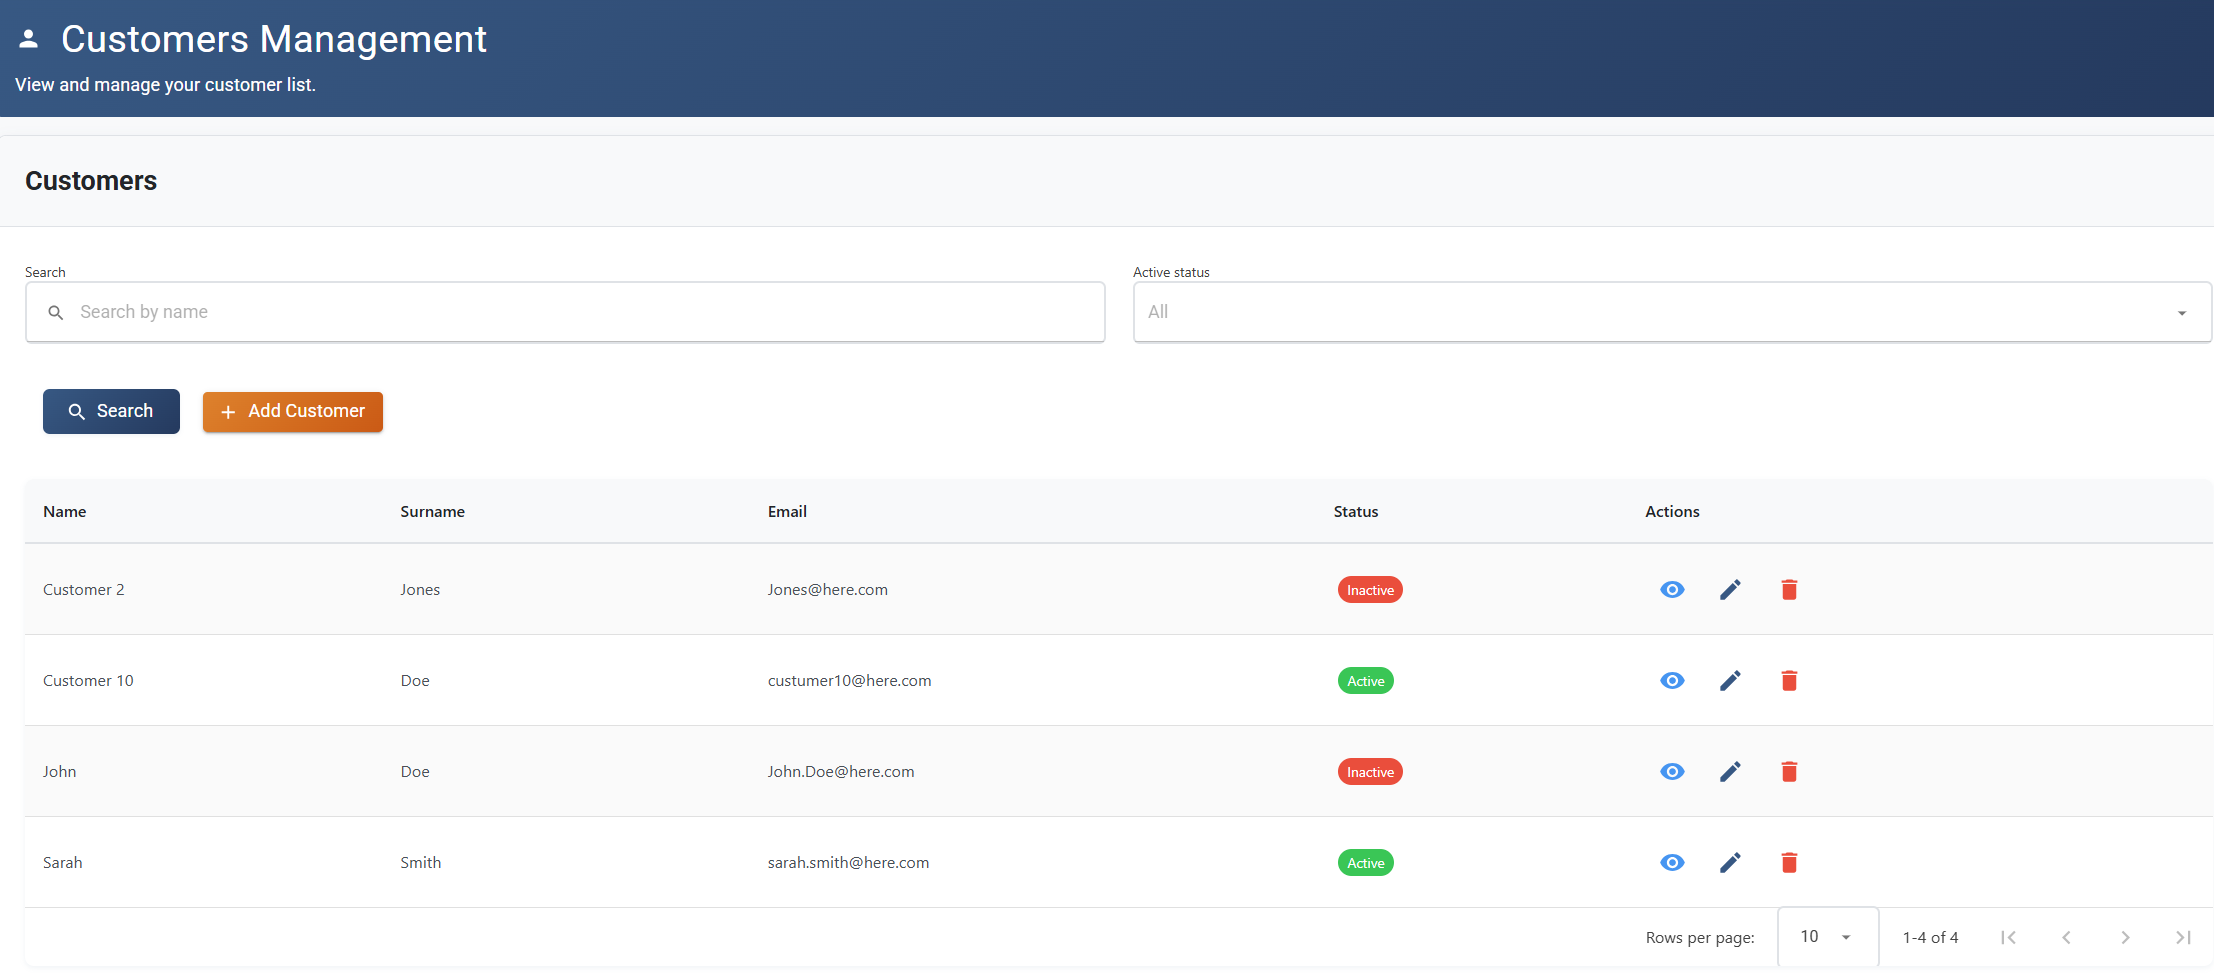 Customers Management
View and manage your customer list.
Customers
Search
Active status
Search by name
All
Search
Add Customer
Name Surname Email Status Actions
Customer 2 Jones Jones@here.com Inactive
Customer 10 Doe custumer10@here.com Active
John Doe John.Doe@here.com Inactive
Sarah Smith sarah.smith@here.com Active
Rows per page: 10 1-4 of 4